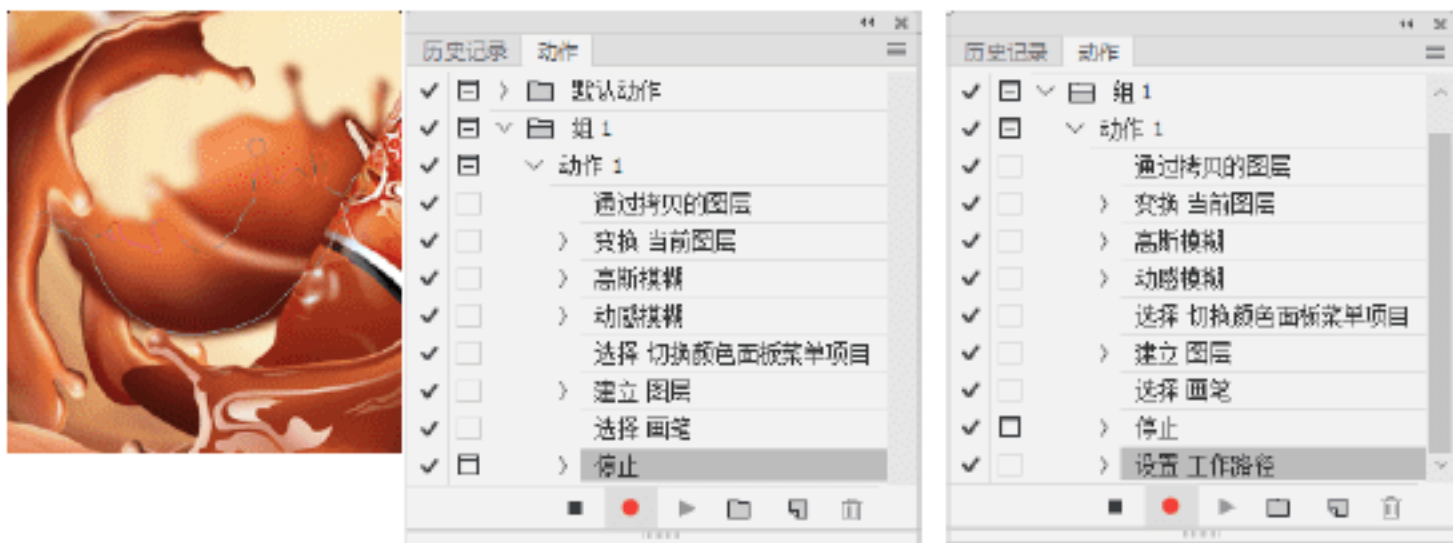 历史记录 动作
默认动作
组 1
动作 1
通过拷贝的图层
变换 当前图层
高斯模糊
动感模糊
选择 切换颜色面板菜单项目
建立 图层
选择 画笔
停止
历史记录 动作
组 1
动作 1
通过拷贝的图层
变换 当前图层
高斯模糊
动感模糊
选择 切换颜色面板菜单项目
建立 图层
选择 画笔
停止
设置 工作路径